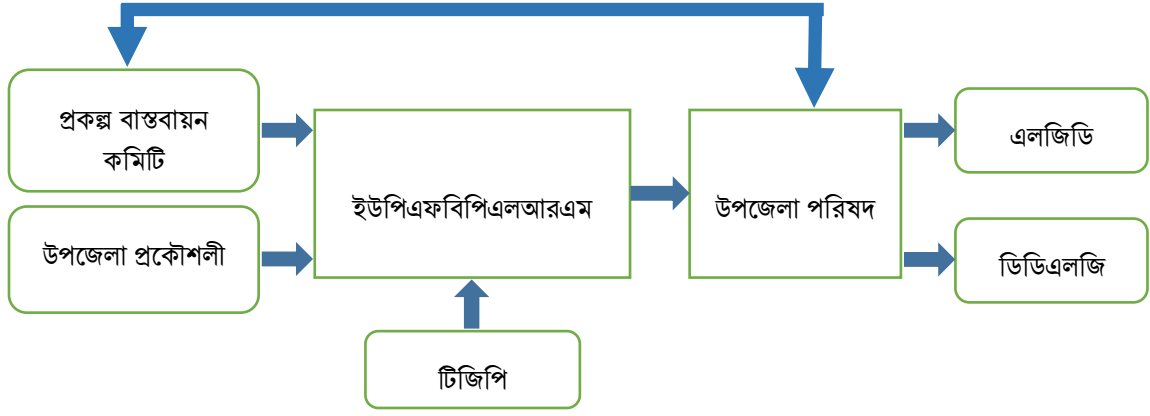 প্রকল্প বাস্তবায়ন
কমিটি
উপজেলা প্রকৌশলী
ইউপিএফবিপিএলআরএম
টিজিপি
উপজেলা পরিষদ
এলজিডি
ডিডিএলজি